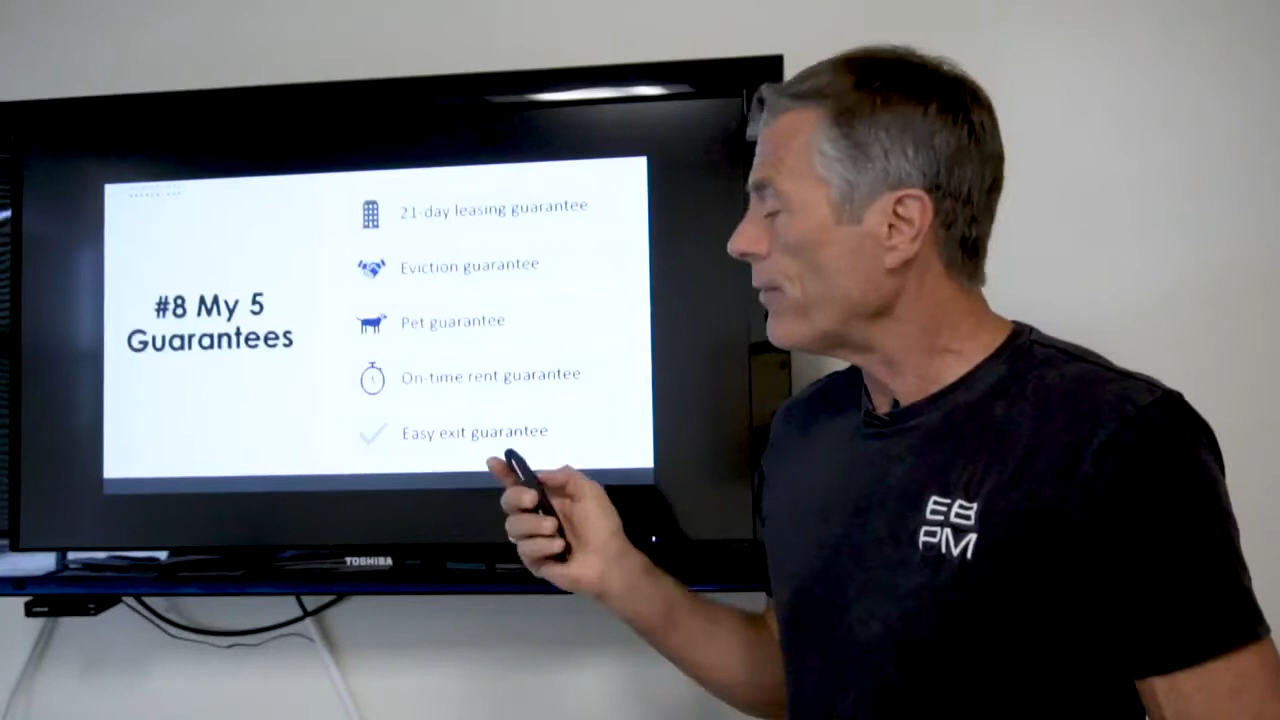 #8 My 5
Guarantees
21-day leasing guarantee
Eviction guarantee
Pet guarantee
On-time rent guarantee
Easy exit guarantee
TOSHIBA
EB
PM